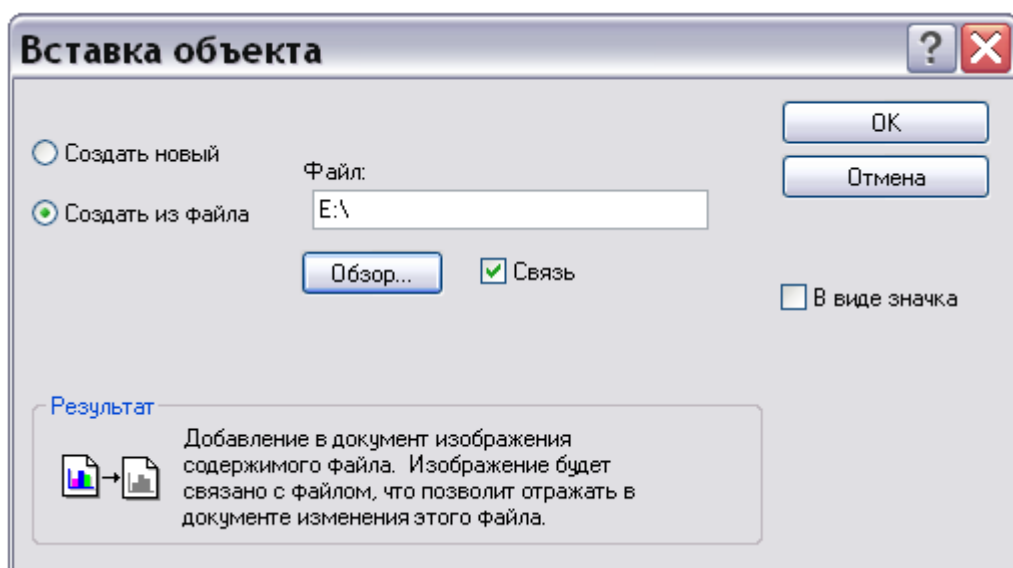 Вставка объекта
Создать новый
Создать из файла
Файл:
E:\
Обзор...
Связь
OK
Отмена
В виде значка
Результат
Добавление в документ изображения
содержимого файла. Изображение будет
связано с файлом, что позволит отражать в
документе изменения этого файла.